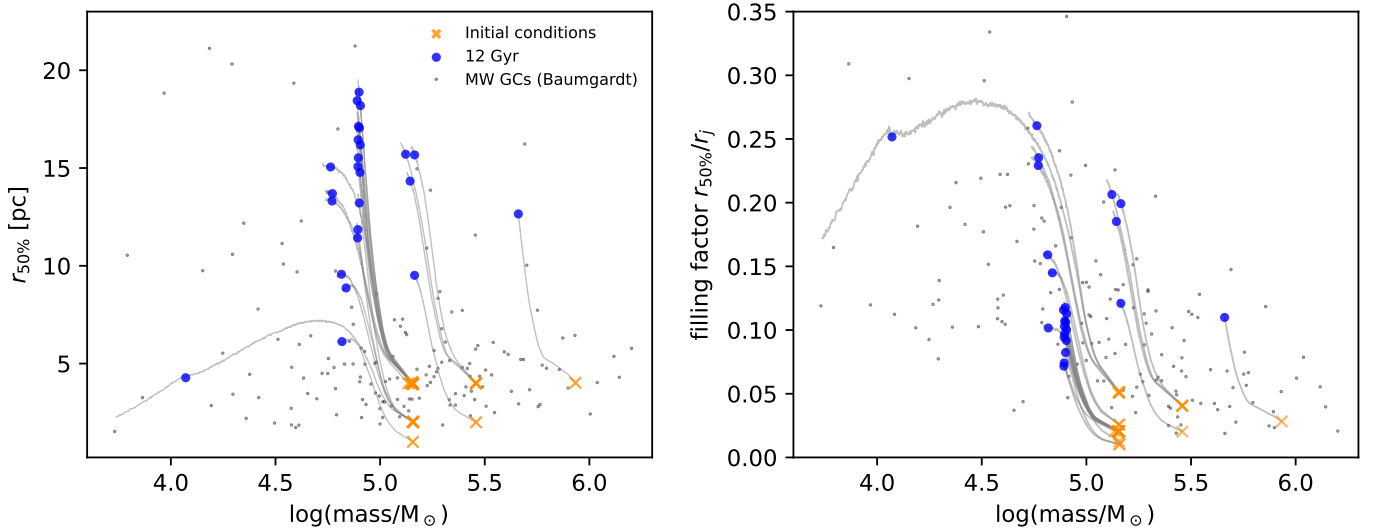 Initial conditions
12 Gyr
MW GCs (Baumgardt)
20
15
10
5
r50% [pc]
4.0 4.5 5.0 5.5 6.0
log(mass/M⊙)
0.35
0.30
0.25
0.20
0.15
0.10
0.05
0.00
filling factor r50%/rj
4.0 4.5 5.0 5.5 6.0
log(mass/M⊙)